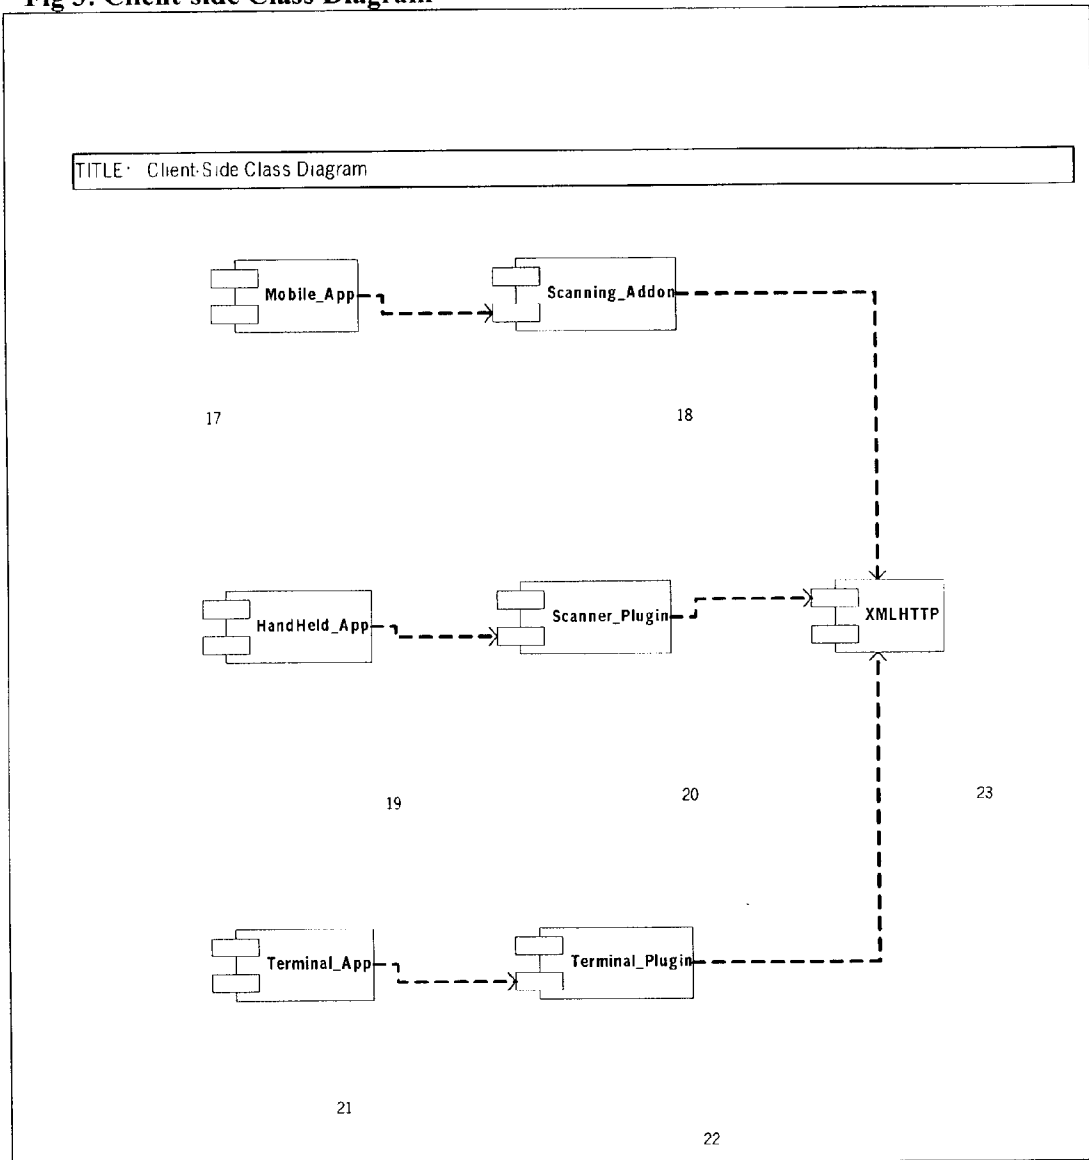 Fig 3: Client-side Class Diagram
TITLE: Client-Side Class Diagram
Mobile_App
Scanning_Addon
17
18
HandHeld_App
Scanner_Plugin
XMLHTTP
19
20
23
Terminal_App
Terminal_Plugin
21
22